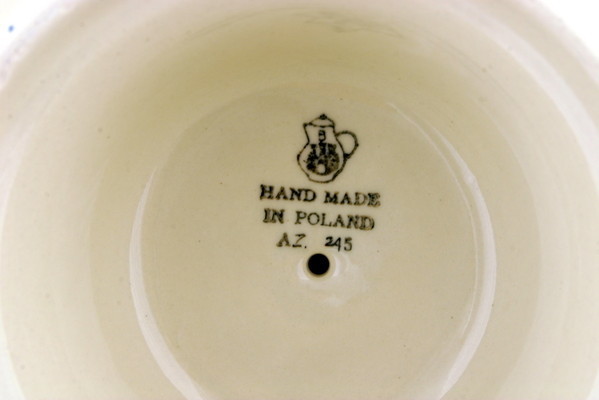 HAND MADE
IN POLAND
AZ. 245